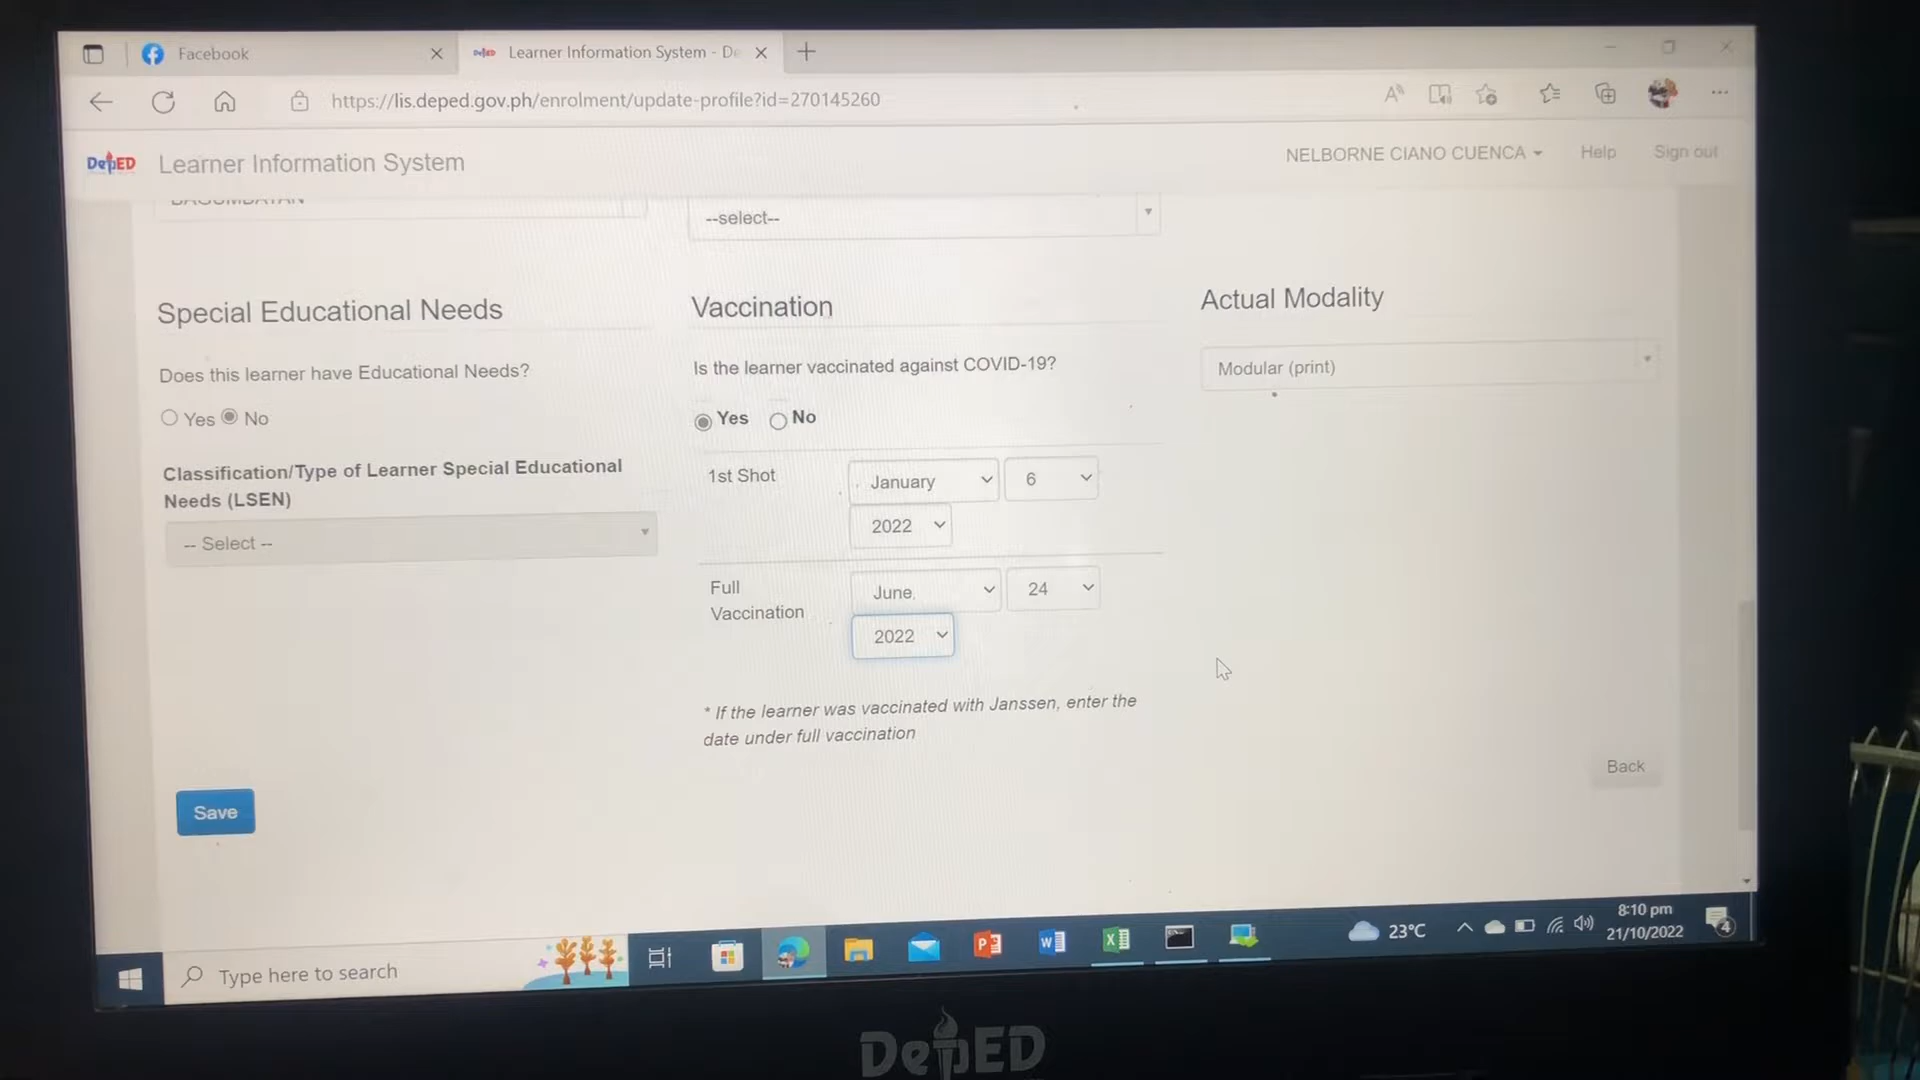 Facebook
DepED Learner Information System - De
https://lis.deped.gov.ph/enrolment/update-profile?id=270145260
DepED Learner Information System
NELBORNE CIANO CUENCA Help Sign out
--select--
Special Educational Needs
Does this learner have Educational Needs?
Yes No
Classification/Type of Learner Special Educational
Needs (LSEN)
-- Select --
Vaccination
Is the learner vaccinated against COVID-19?
Yes No
1st Shot January 6
2022
Full
Vaccination
June 24
2022
* If the learner was vaccinated with Janssen, enter the
date under full vaccination
Actual Modality
Modular (print)
Back
Save
Type here to search
23°C
8:10 pm
21/10/2022
4
DepED